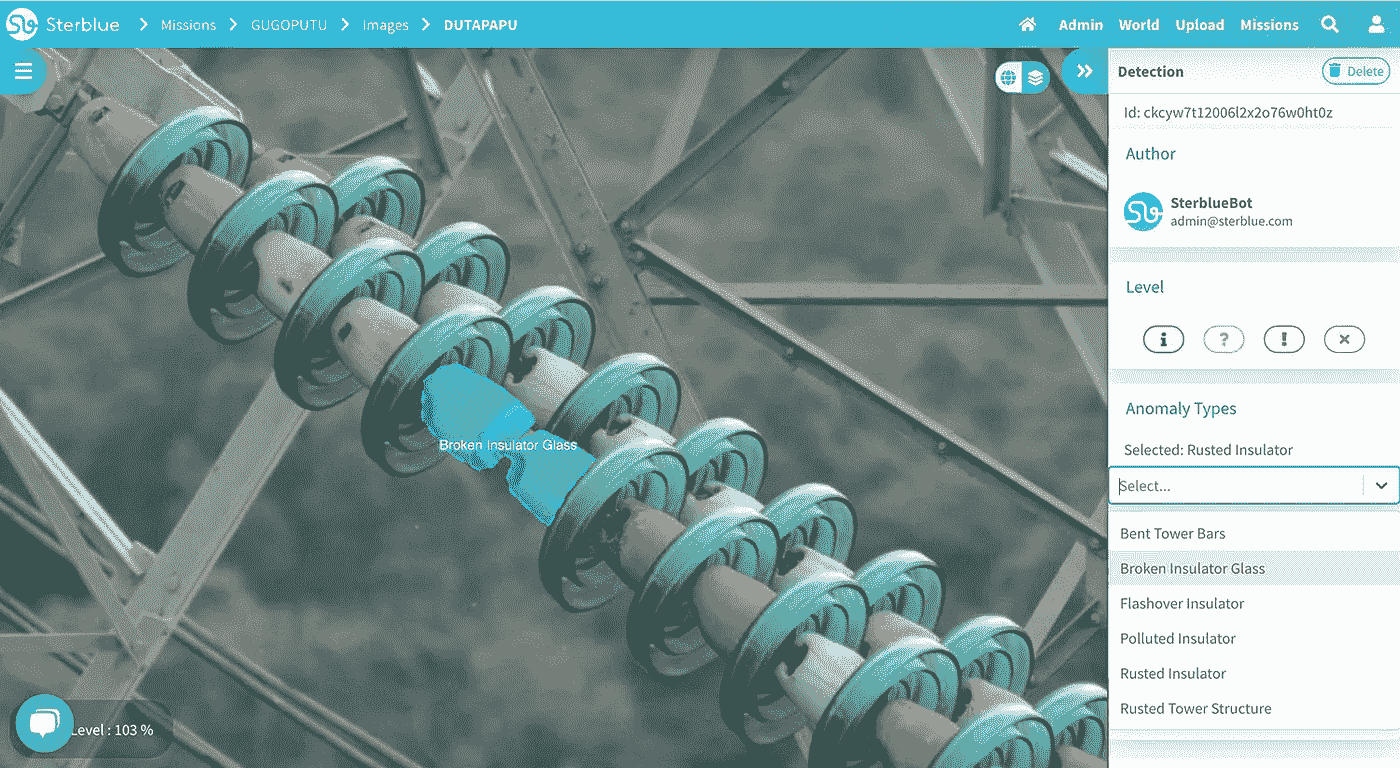 Sterblue Missions GUGOPUTU Images DUTAPAPU Admin World Upload Missions
Detection Delete
Id: ckcyw7t12006l2x2o76w0ht0z
Author
SterblueBot
admin@sterblue.com
Level
i ? ! ×
Anomaly Types
Selected: Rusted Insulator
Select...
Bent Tower Bars
Broken Insulator Glass
Flashover Insulator
Polluted Insulator
Rusted Insulator
Rusted Tower Structure
Broken Insulator Glass
Level : 103 %